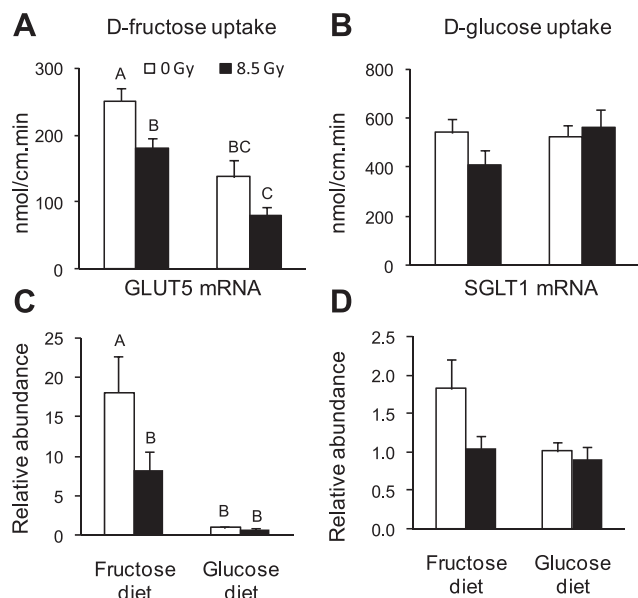 A D-fructose uptake
B D-glucose uptake
0 Gy 8.5 Gy
nmol/cm.min
300
200
100
0
A
B
BC
C
nmol/cm.min
800
600
400
200
0
C GLUT5 mRNA
D SGLT1 mRNA
Relative abundance
25
20
15
10
5
0
A
B
B
B
Fructose
diet
Glucose
diet
Relative abundance
2.5
2.0
1.5
1.0
0.5
0.0
Fructose
diet
Glucose
diet